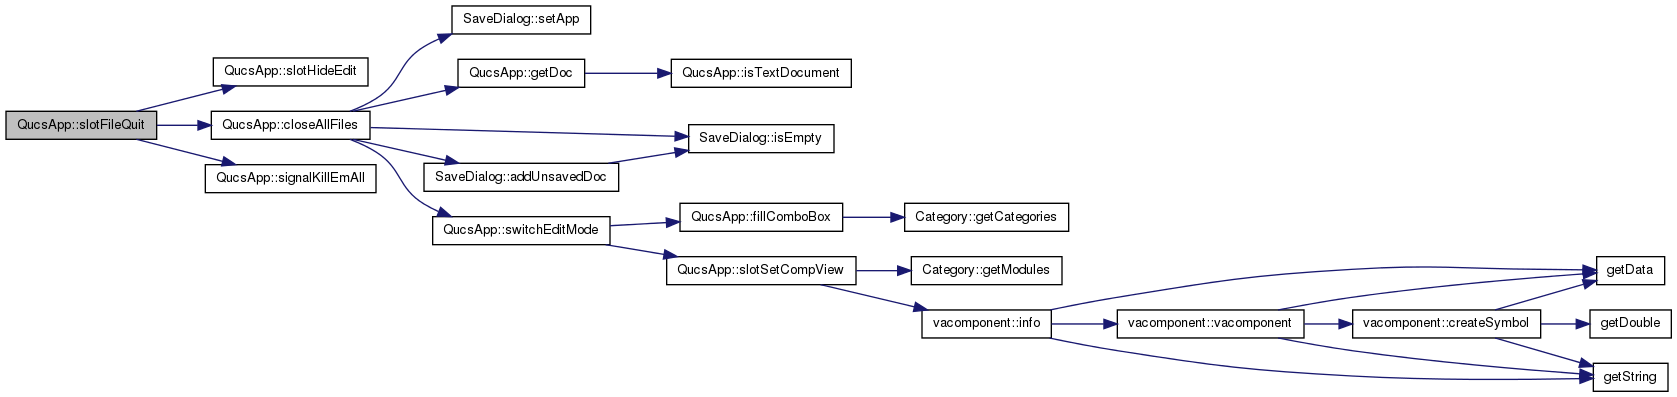 SaveDialog::setApp
QucsApp::slotHideEdit
QucsApp::getDoc
QucsApp::isTextDocument
QucsApp::slotFileQuit
QucsApp::closeAllFiles
SaveDialog::isEmpty
QucsApp::signalKillEmAll
SaveDialog::addUnsavedDoc
QucsApp::switchEditMode
QucsApp::fillComboBox
Category::getCategories
QucsApp::slotSetCompView
Category::getModules
getData
vacomponent::info
vacomponent::vacomponent
vacomponent::createSymbol
getDouble
getString